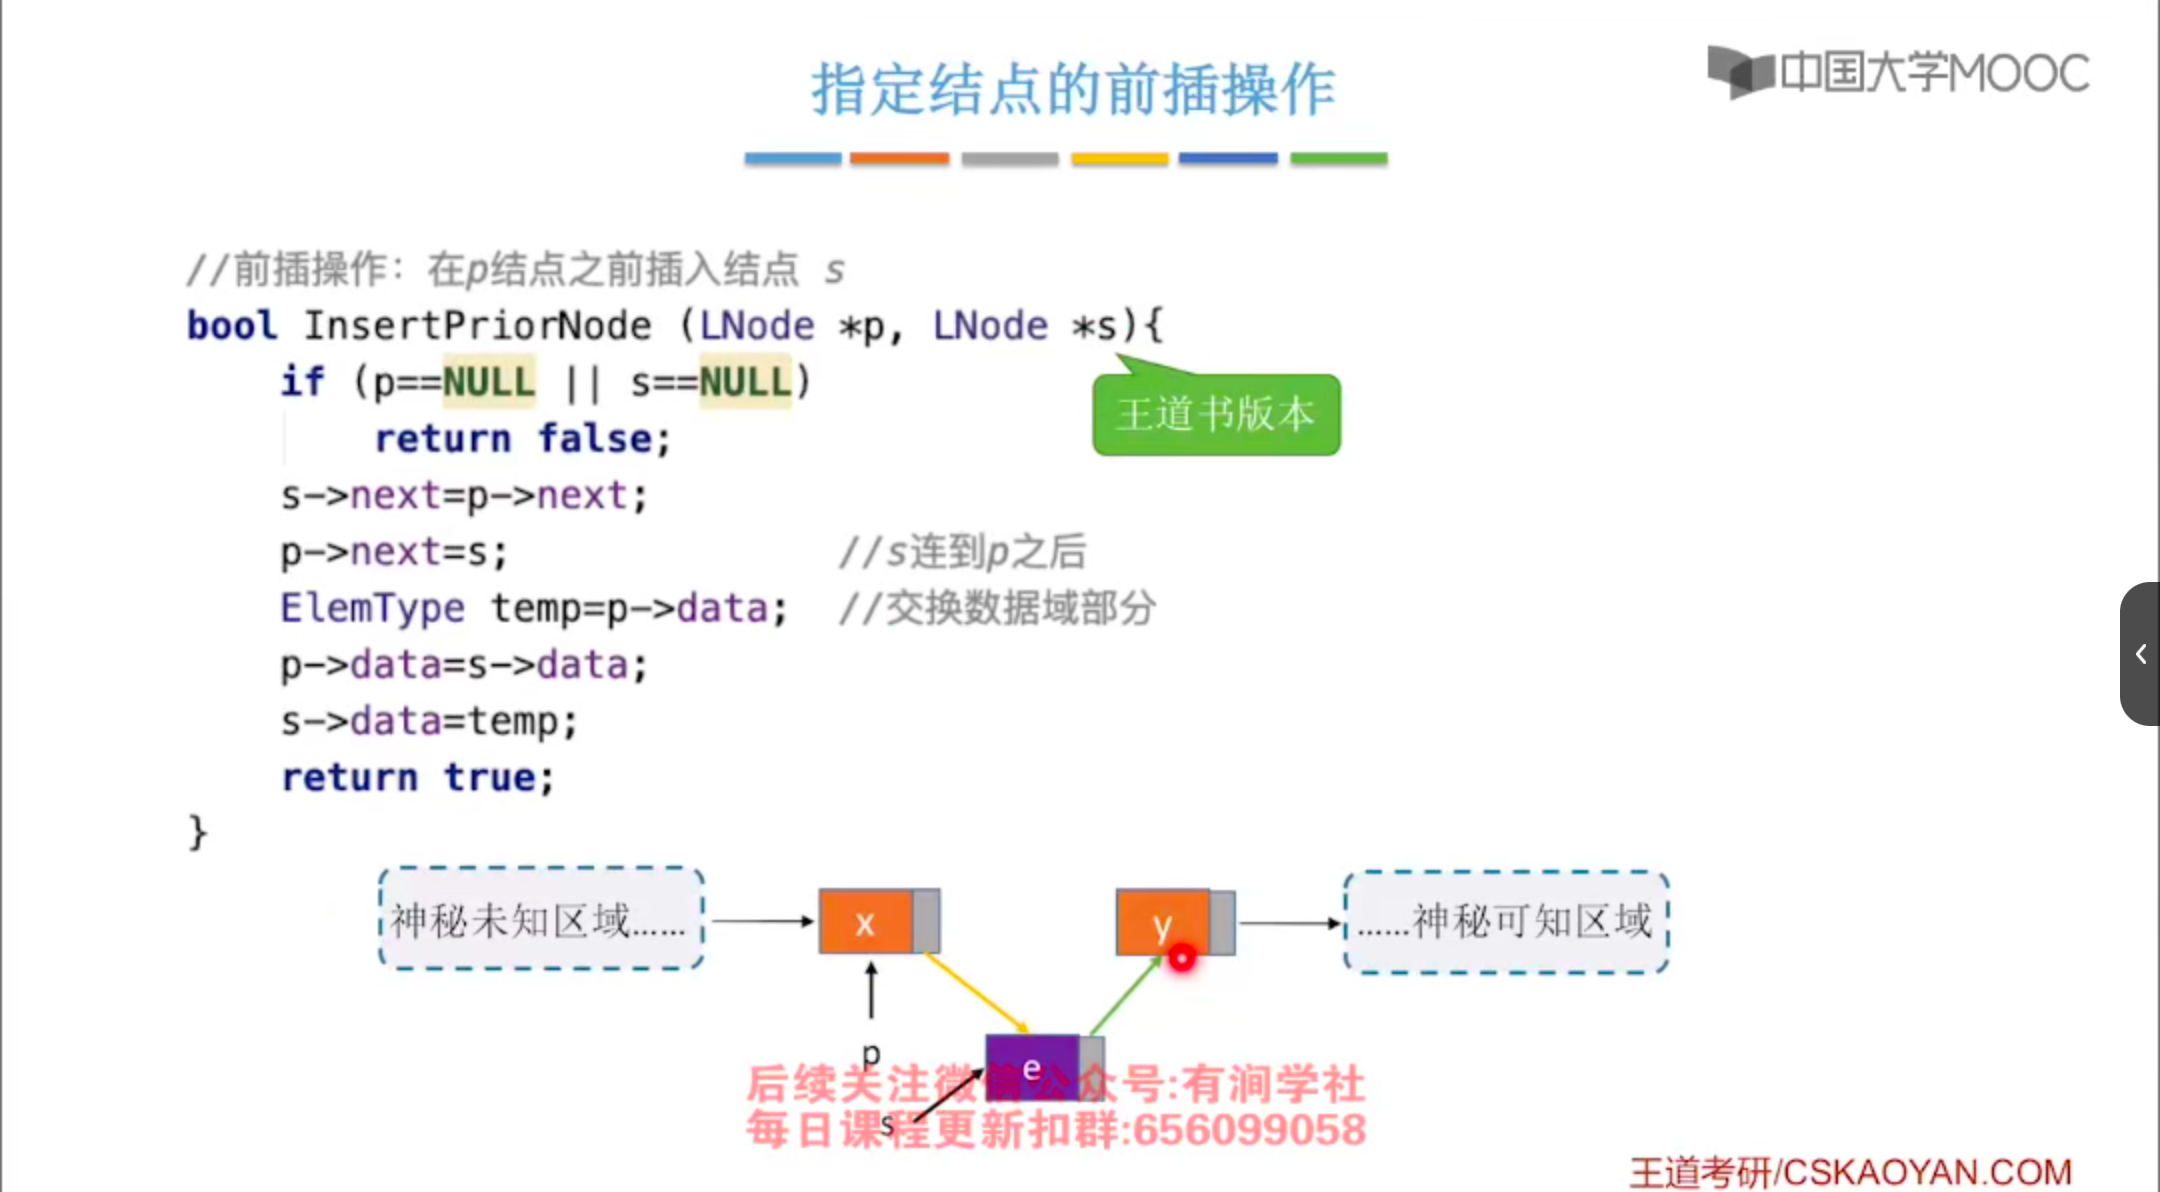 中国大学MOOC
指定结点的前插操作
//前插操作：在p结点之前插入结点 s
bool InsertPriorNode (LNode *p, LNode *s){
if (p==NULL || s==NULL)
王道书版本
return false;
s->next=p->next;
p->next=s; //s连到p之后
ElemType temp=p->data; //交换数据域部分
p->data=s->data;
s->data=temp;
return true;
}
神秘未知区域...... x y ......神秘可知区域
p
e
后续关注微信公众号:有涧学社
s
每日课程更新扣群:656099058
王道考研/CSKAOYAN.COM